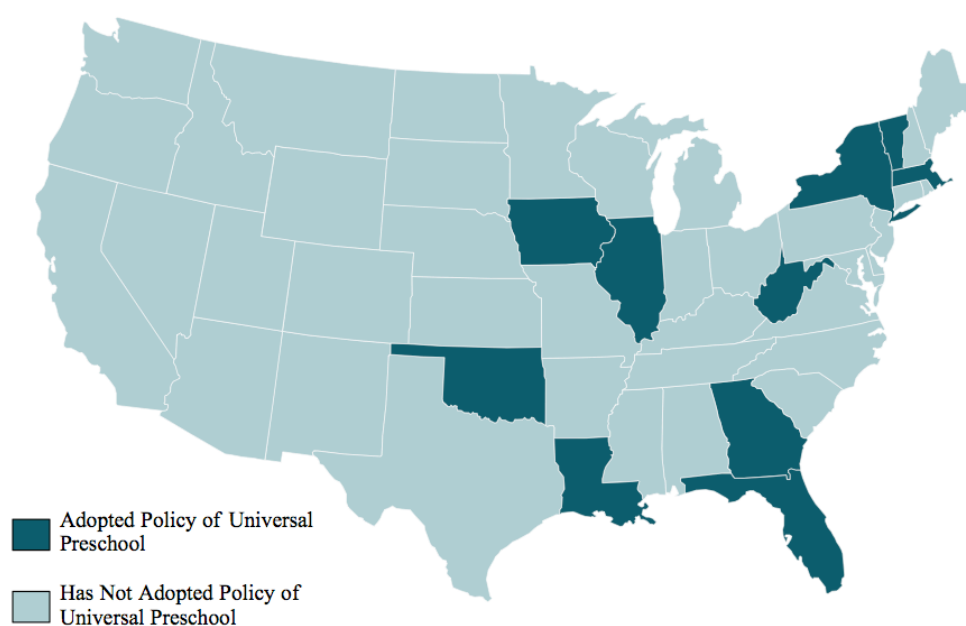 Adopted Policy of Universal
Preschool
Has Not Adopted Policy of
Universal Preschool